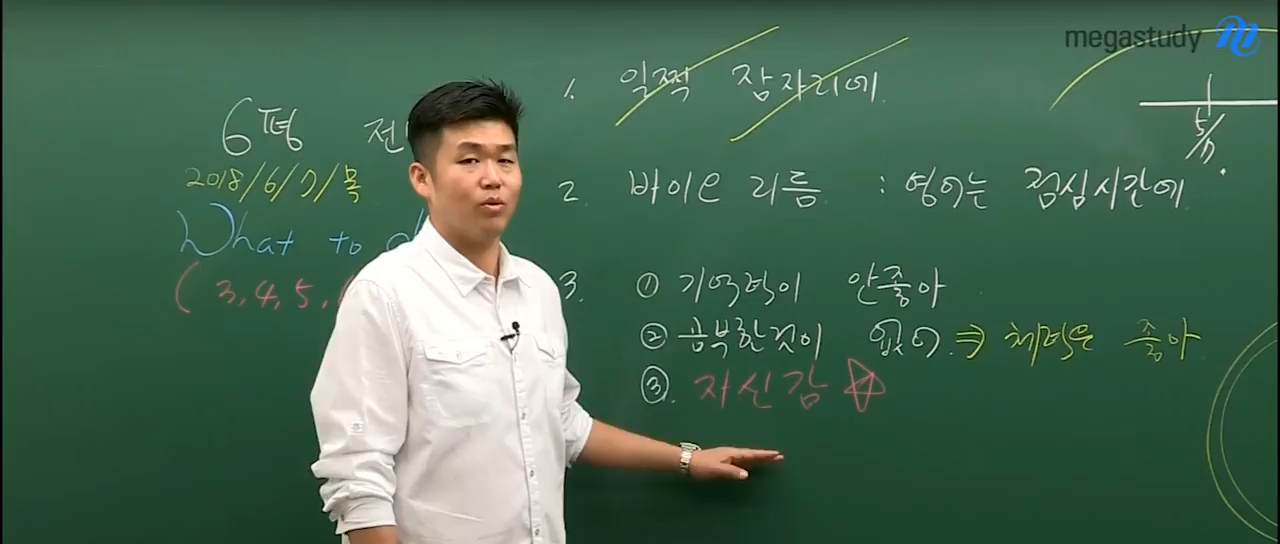 megastudy
6평
2018/6/7/목
What to
(3, 4, 5,
1. 일찍 잠자리에.
2. 바이오 리듬 : 영어는 점심시간에
3. ① 기억력이 안좋아
② 공부한것이 없어. ⇒ 체력은 좋아
③. 자신감 ☆
5/7